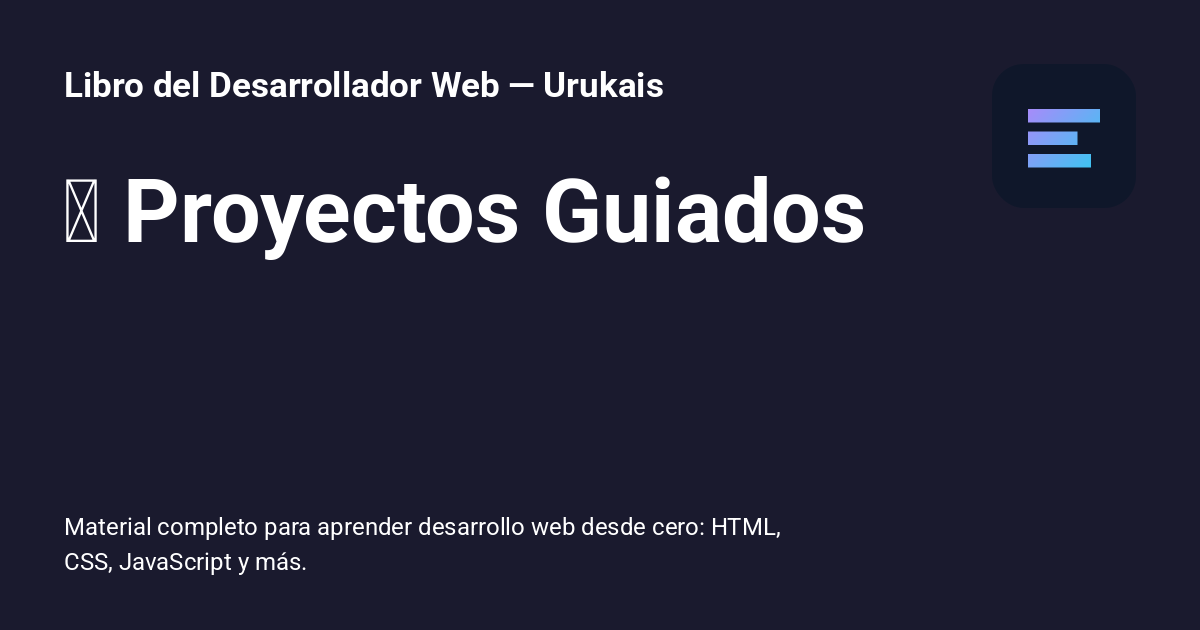 Libro del Desarrollador Web — Urukais
Proyectos Guiados
Material completo para aprender desarrollo web desde cero: HTML,
CSS, JavaScript y más.